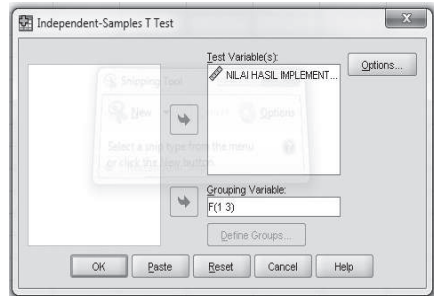 Independent-Samples T Test
Test Variable(s):
NILAI HASIL IMPLEMENT...
Options...
Snipping Tool
New
Options
Select a snip type from the menu
or click the New button.
Grouping Variable:
F(1 3)
Define Groups...
OK Paste Reset Cancel Help